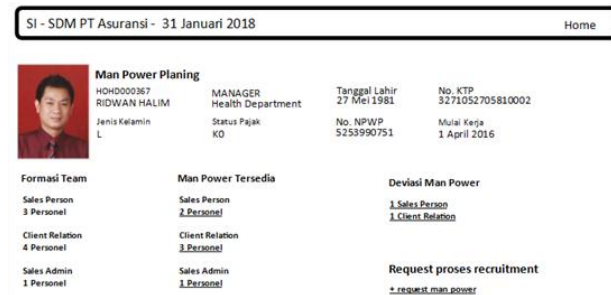 SI - SDM PT Asuransi - 31 Januari 2018
Home
Man Power Planing
HOHD000367
RIDWAN HALIM
MANAGER
Health Department
Tanggal Lahir
27 Mei 1981
No. KTP
3271052705810002
Jenis Kelamin
L
Status Pajak
K0
No. NPWP
5253990751
Mulai Kerja
1 April 2016
Formasi Team
Sales Person
3 Personel
Client Relation
4 Personel
Sales Admin
1 Personel
Man Power Tersedia
Sales Person
2 Personel
Client Relation
3 Personel
Sales Admin
1 Personel
Deviasi Man Power
1 Sales Person
1 Client Relation
Request proses recruitment
+ request man power